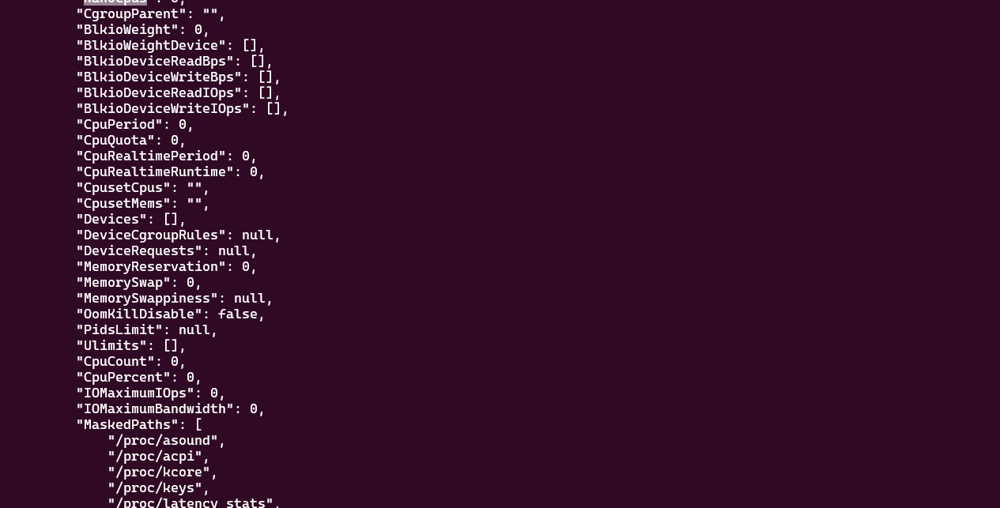 "NanoCpus": 0,
"CgroupParent": "",
"BlkioWeight": 0,
"BlkioWeightDevice": [],
"BlkioDeviceReadBps": [],
"BlkioDeviceWriteBps": [],
"BlkioDeviceReadIOps": [],
"BlkioDeviceWriteIOps": [],
"CpuPeriod": 0,
"CpuQuota": 0,
"CpuRealtimePeriod": 0,
"CpuRealtimeRuntime": 0,
"CpusetCpus": "",
"CpusetMems": "",
"Devices": [],
"DeviceCgroupRules": null,
"DeviceRequests": null,
"MemoryReservation": 0,
"MemorySwap": 0,
"MemorySwappiness": null,
"OomKillDisable": false,
"PidsLimit": null,
"Ulimits": [],
"CpuCount": 0,
"CpuPercent": 0,
"IOMaximumIOps": 0,
"IOMaximumBandwidth": 0,
"MaskedPaths": [
"/proc/asound",
"/proc/acpi",
"/proc/kcore",
"/proc/keys",
"/proc/latency_stats",